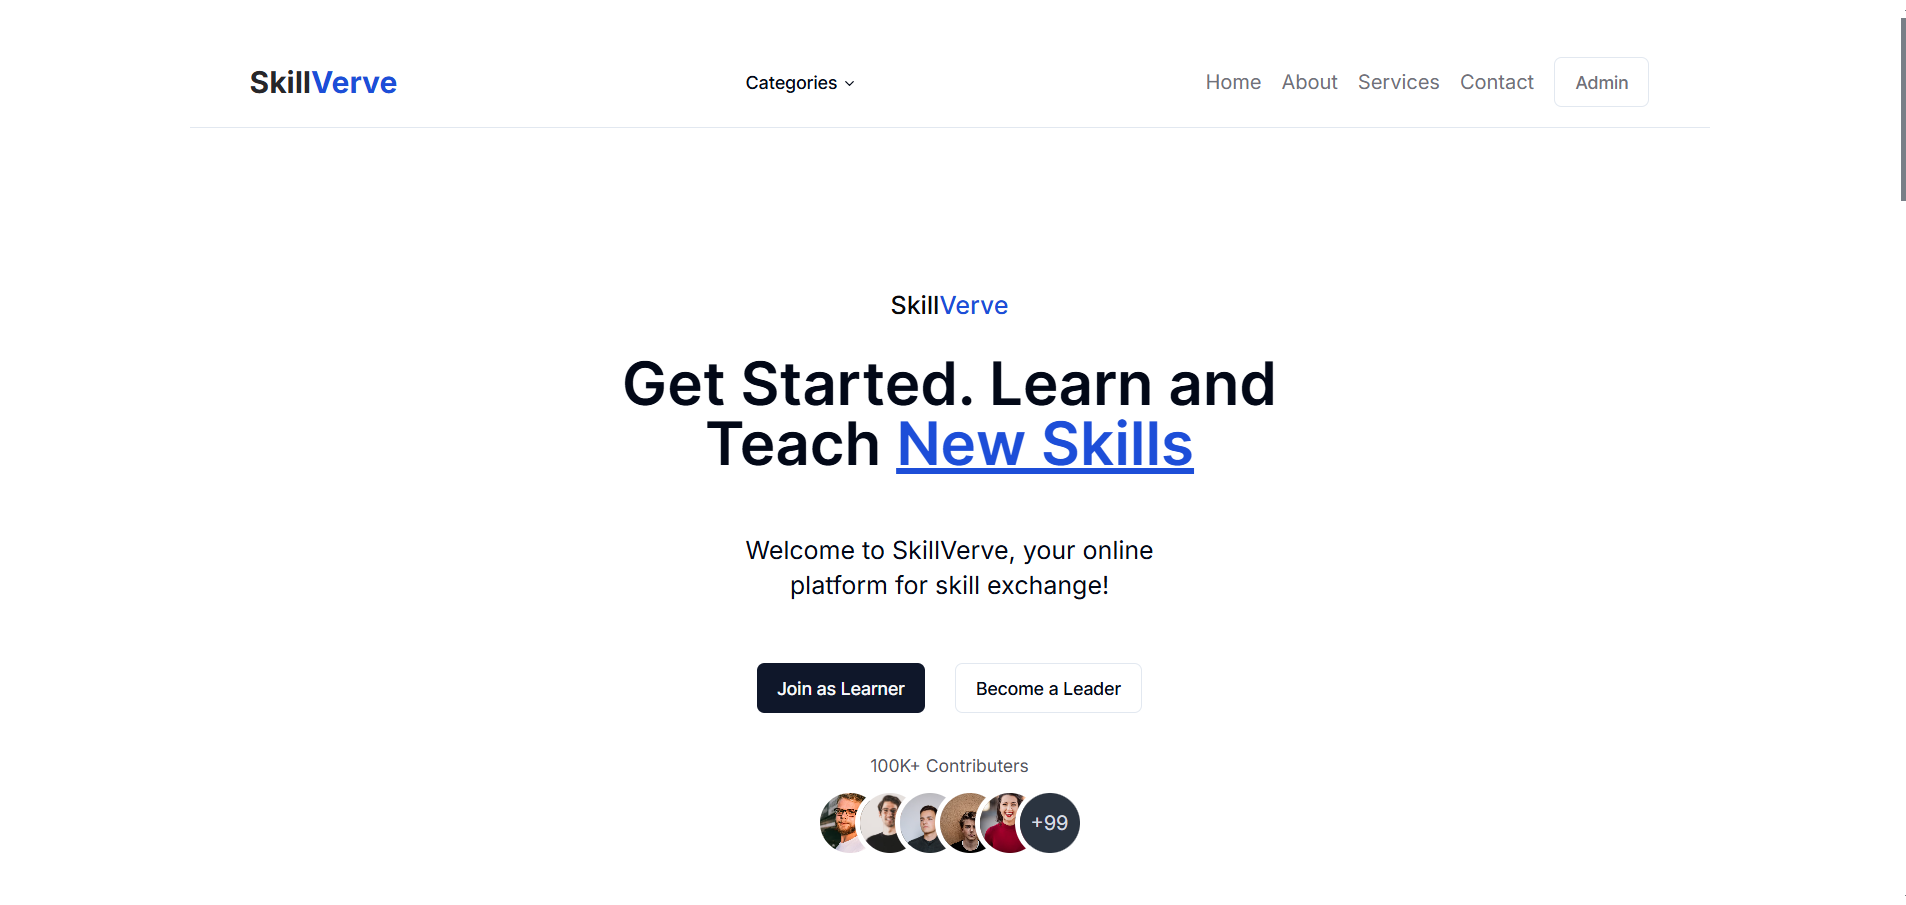 SkillVerve
Categories
Home About Services Contact Admin
SkillVerve
Get Started. Learn and
Teach New Skills
Welcome to SkillVerve, your online
platform for skill exchange!
Join as Learner
Become a Leader
100K+ Contributers
+99